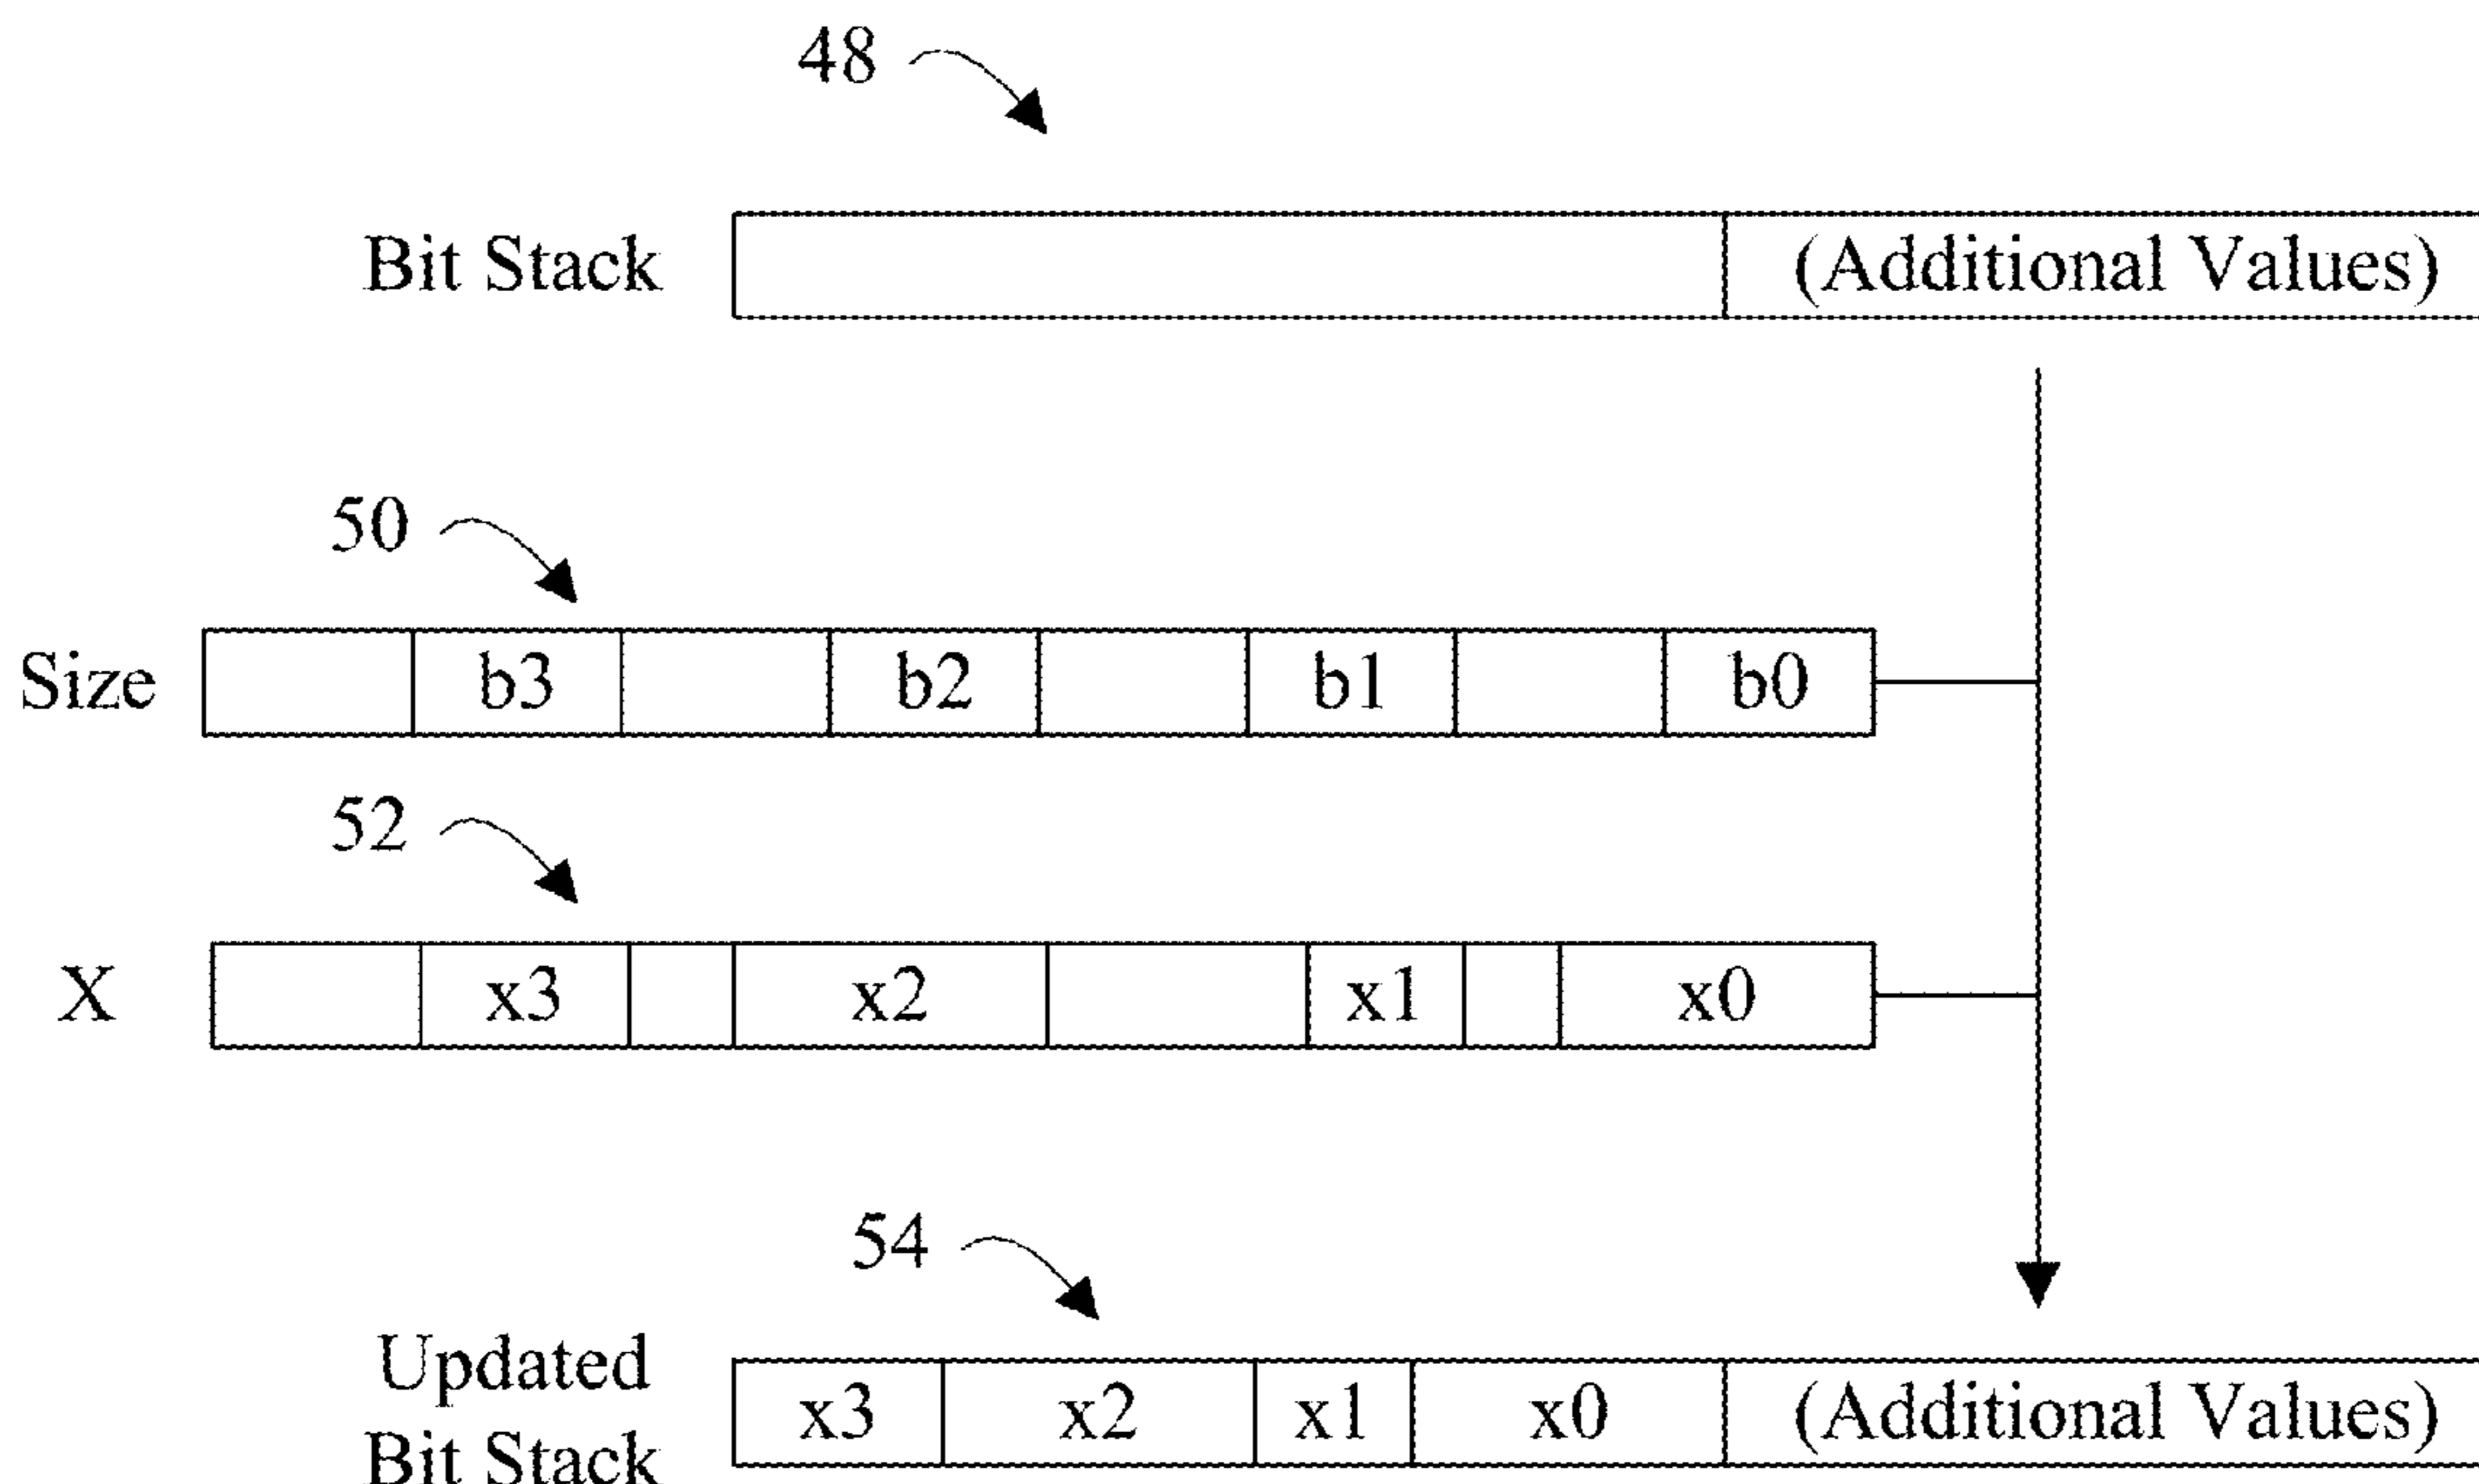 48
Bit Stack (Additional Values)
50
Size b3 b2 b1 b0
52
X x3 x2 x1 x0
54
Updated
Bit Stack
x3 x2 x1 x0 (Additional Values)